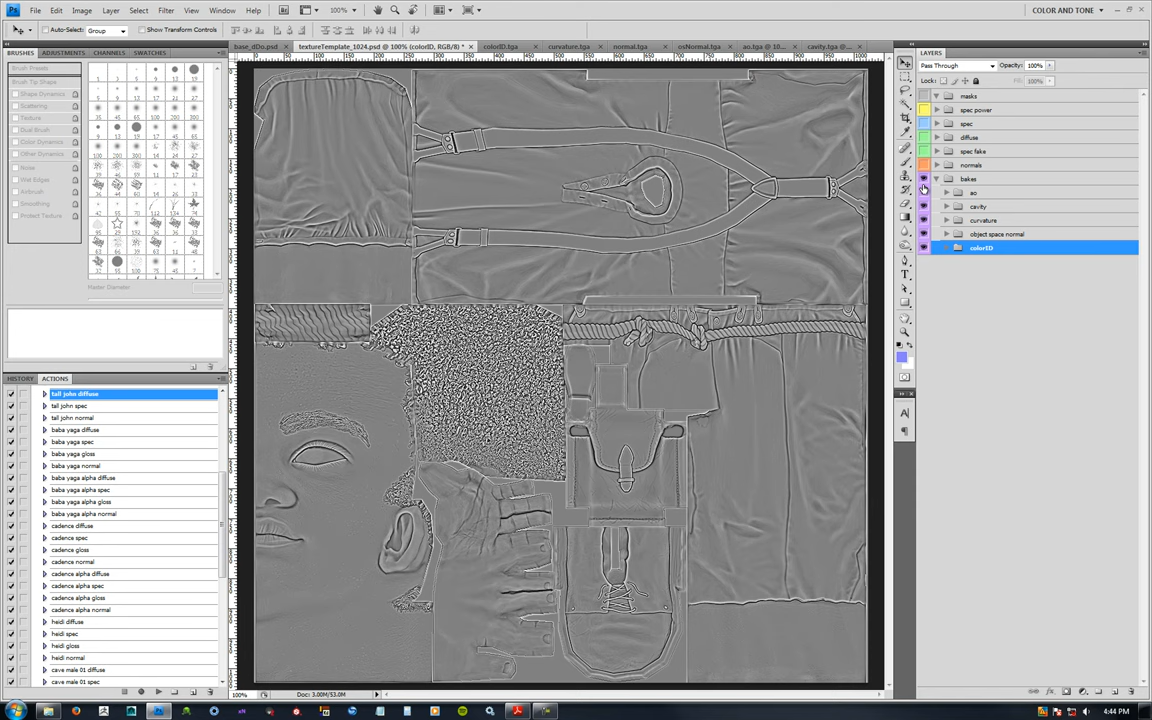 Ps File Edit Image Layer Select Filter View Window Help 100% COLOR AND TONE
Auto-Select: Group Show Transform Controls
BRUSHES ADJUSTMENTS CHANNELS SWATCHES
base_dDo.psd textureTemplate_1024.psd @ 100% (colorID, RGB/8) * colorID.tga curvature.tga normal.tga osNormal.tga ao.tga @ 10... cavity.tga @...
LAYERS
Brush Presets
Brush Tip Shape
Shape Dynamics
Scattering
Texture
Dual Brush
Color Dynamics
Other Dynamics
Noise
Wet Edges
Airbrush
Smoothing
Protect Texture
Master Diameter
Pass Through Opacity: 100%
Lock: Fill: 100%
masks
spec power
spec
diffuse
spec fake
normals
bakes
ao
cavity
curvature
object space normal
colorID
HISTORY ACTIONS
tall john diffuse
tall john spec
tall john normal
baba yaga diffuse
baba yaga spec
baba yaga gloss
baba yaga normal
baba yaga alpha diffuse
baba yaga alpha spec
baba yaga alpha gloss
baba yaga alpha normal
cadence diffuse
cadence spec
cadence gloss
cadence normal
cadence alpha diffuse
cadence alpha spec
cadence alpha gloss
cadence alpha normal
heidi diffuse
heidi spec
heidi gloss
heidi normal
cave male 01 diffuse
cave male 01 spec
100% Doc: 3.00M/53.0M
4:44 PM